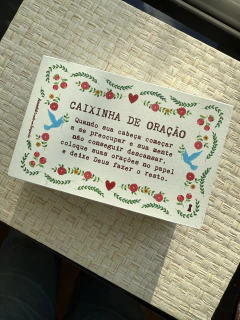 CAIXINHA DE ORAÇÃO
Quando sua cabeça começar
a se preocupar e sua mente
não conseguir descansar,
coloque suas orações no papel
e deixe Deus fazer o resto.